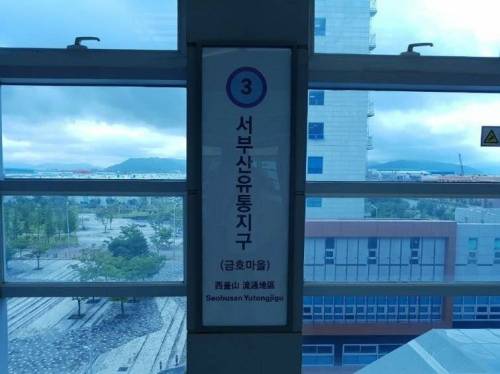 3
서부산유통지구
(금호마을)
西釜山 流通地區
Seobusan Yutongjigu